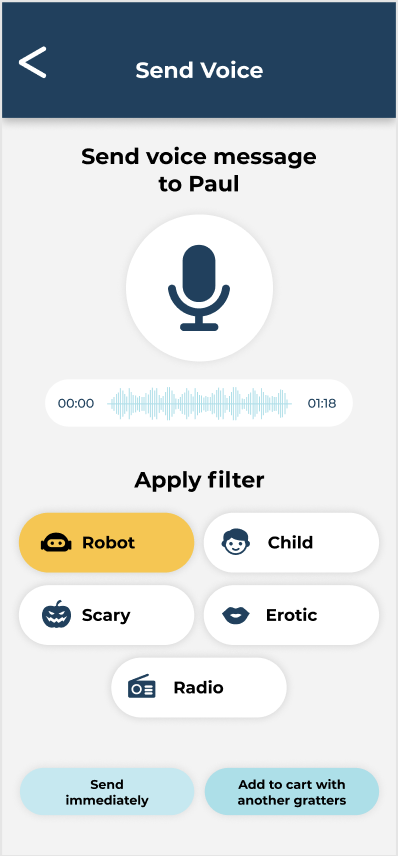 Send Voice
Send voice message
to Paul
00:00
01:18
Apply filter
Robot
Child
Scary
Erotic
Radio
Send
immediately
Add to cart with
another gratters